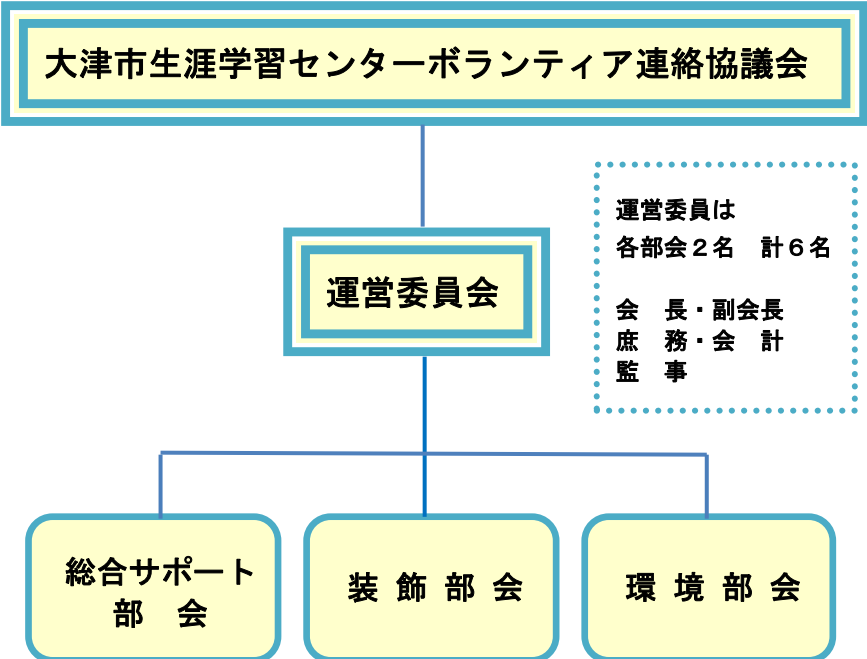 大津市生涯学習センターボランティア連絡協議会
運営委員は
各部会２名　計６名
運営委員会
会　長・副会長
庶　務・会　計
監　事
総合サポート
部　会
装 飾 部 会
環 境 部 会